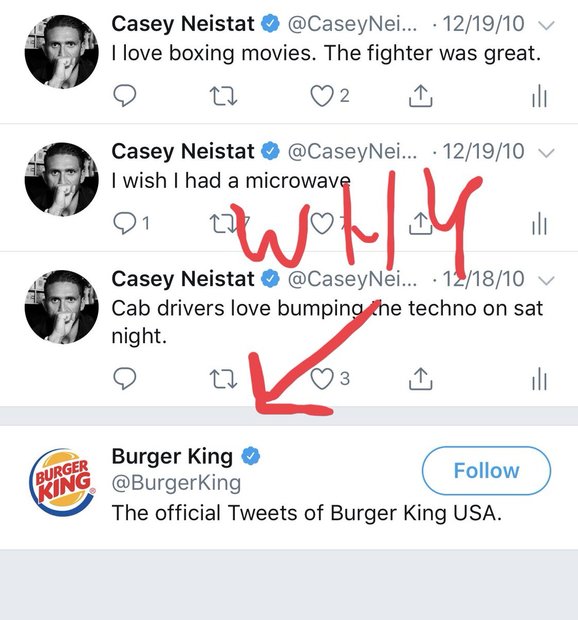 Casey Neistat @CaseyNei... · 12/19/10
I love boxing movies. The fighter was great.
2
Casey Neistat @CaseyNei... · 12/19/10
I wish I had a microwave
1 7 7
WHY
Casey Neistat @CaseyNei... · 12/18/10
Cab drivers love bumping the techno on sat
night.
3
BURGER
KING
Burger King
@BurgerKing
Follow
The official Tweets of Burger King USA.